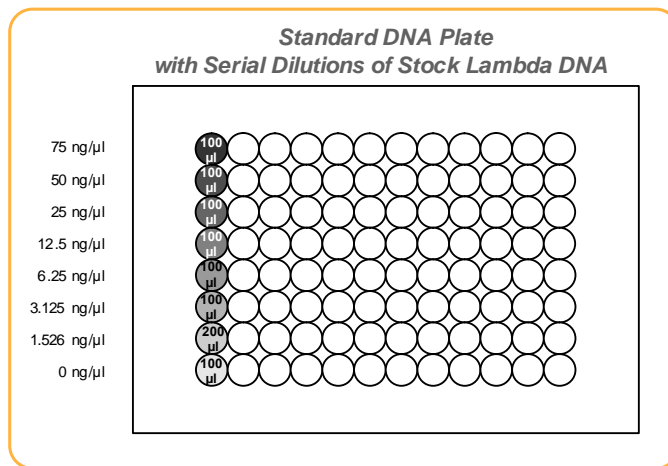 Standard DNA Plate
with Serial Dilutions of Stock Lambda DNA
75 ng/µl
100
µl
50 ng/µl
100
µl
25 ng/µl
100
µl
12.5 ng/µl
100
µl
6.25 ng/µl
100
µl
3.125 ng/µl
100
µl
1.526 ng/µl
200
µl
0 ng/µl
100
µl